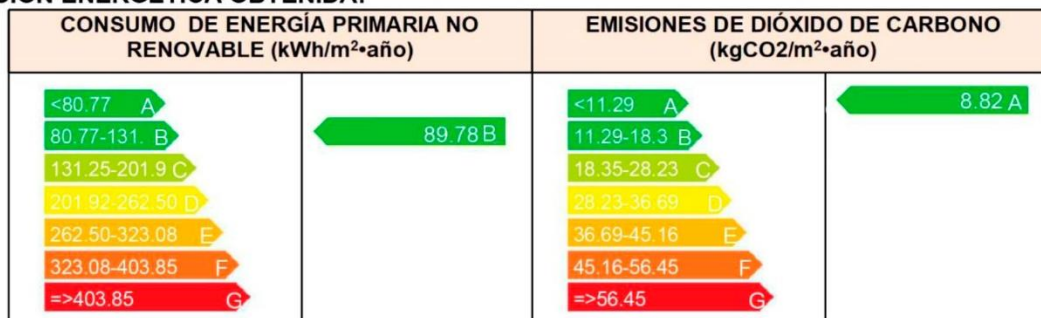 CONSUMO DE ENERGÍA PRIMARIA NO
RENOVABLE (kWh/m²•año)
<80.77 A
80.77-131. B
131.25-201.9 C
201.92-262.50 D
262.50-323.08 E
323.08-403.85 F
=>403.85 G
89.78 B
EMISIONES DE DIÓXIDO DE CARBONO
(kgCO2/m²•año)
<11.29 A
11.29-18.3 B
18.35-28.23 C
28.23-36.69 D
36.69-45.16 E
45.16-56.45 F
=>56.45 G
8.82 A